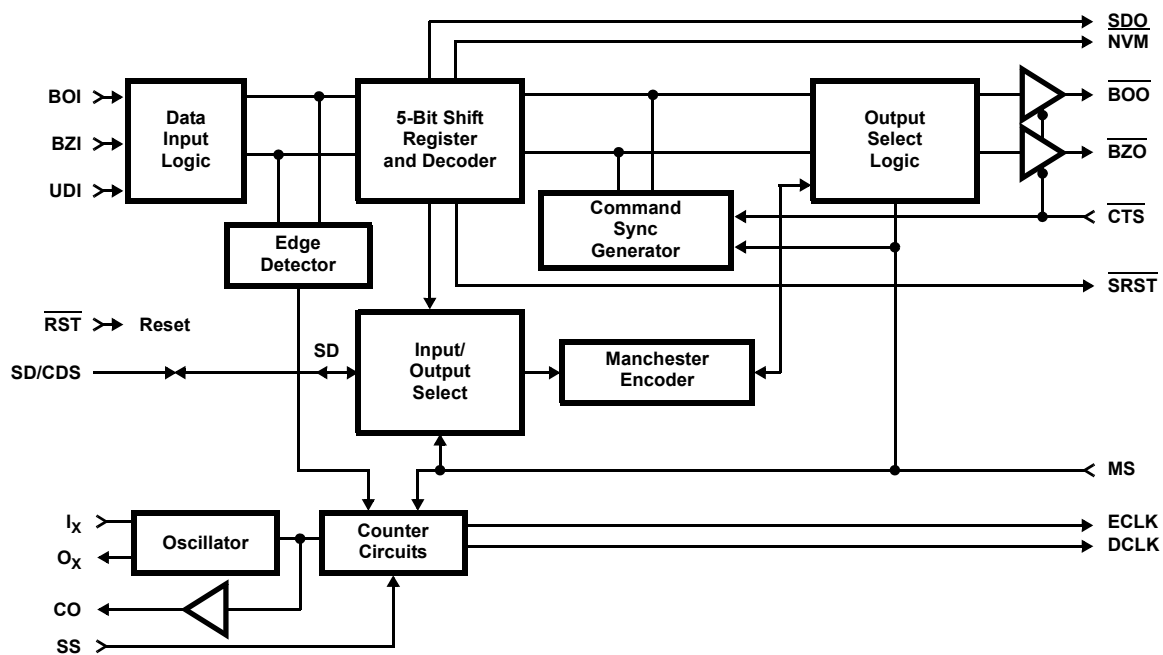 SDO
NVM
BOI
BZI
UDI
Data
Input
Logic
5-Bit Shift
Register
and Decoder
Output
Select
Logic
BOO
BZO
CTS
Command
Sync
Generator
Edge
Detector
SRST
RST
Reset
SD/CDS
SD
Input/
Output
Select
Manchester
Encoder
MS
IX
OX
Oscillator
Counter
Circuits
ECLK
DCLK
CO
SS